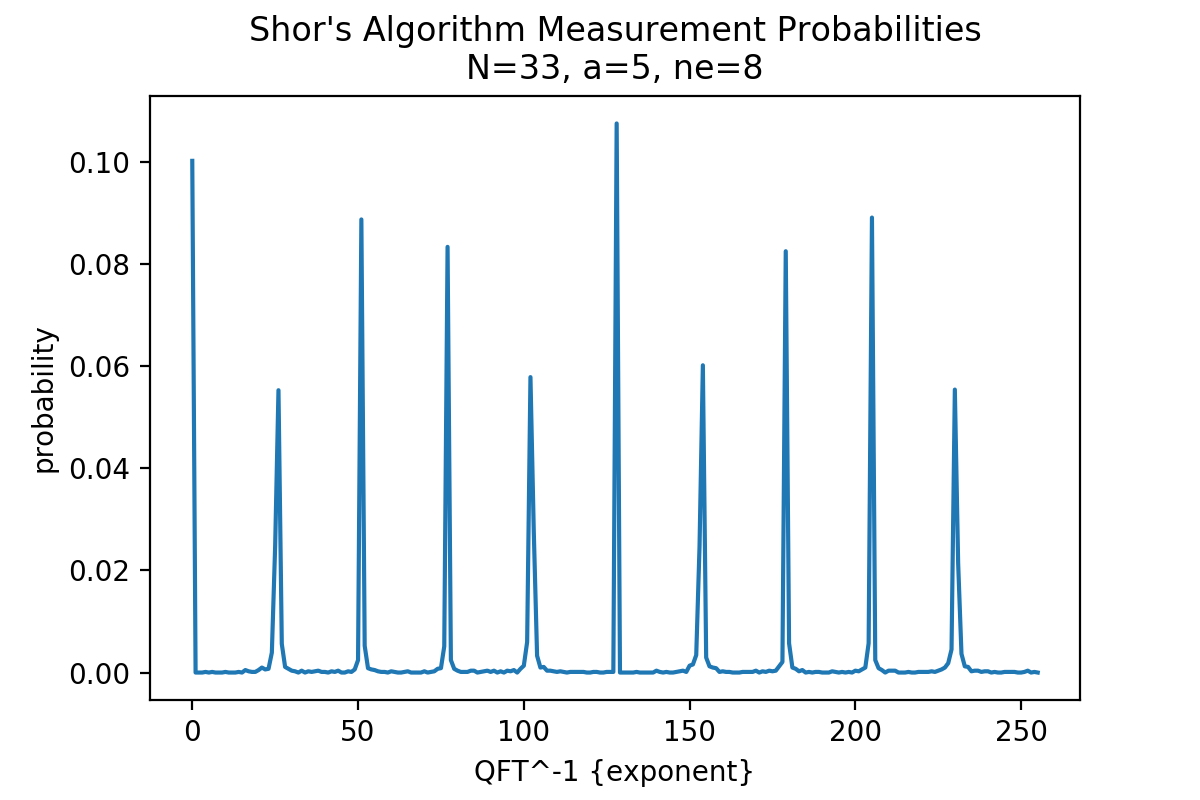 Shor's Algorithm Measurement Probabilities
N=33, a=5, ne=8
probability
0.10
0.08
0.06
0.04
0.02
0.00
0 50 100 150 200 250
QFT^-1 {exponent}